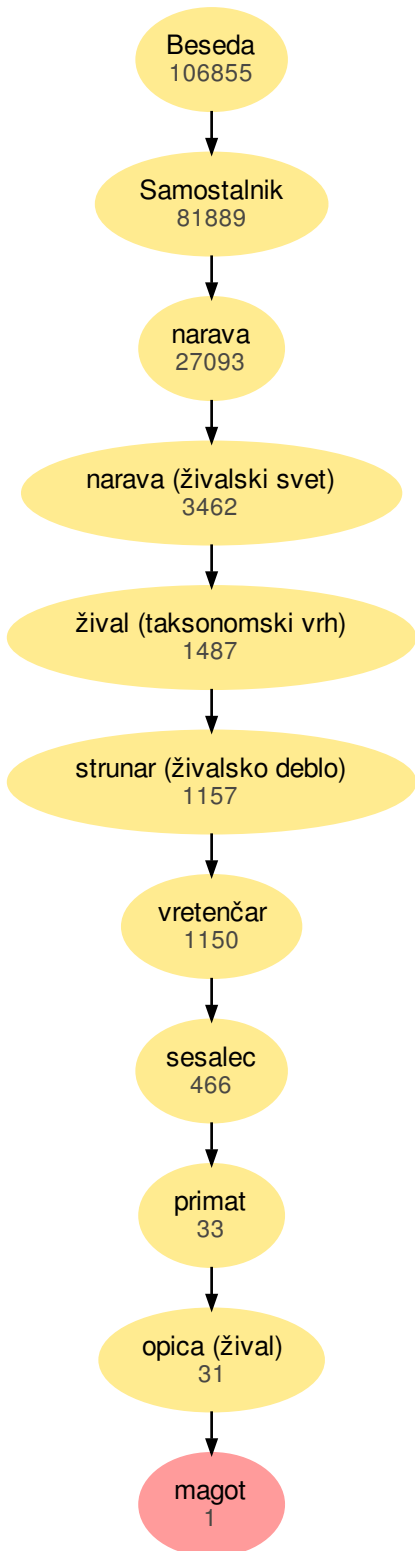 Beseda
106855
Samostalnik
81889
narava
27093
narava (živalski svet)
3462
žival (taksonomski vrh)
1487
strunar (živalsko deblo)
1157
vretenčar
1150
sesalec
466
primat
33
opica (žival)
31
magot
1